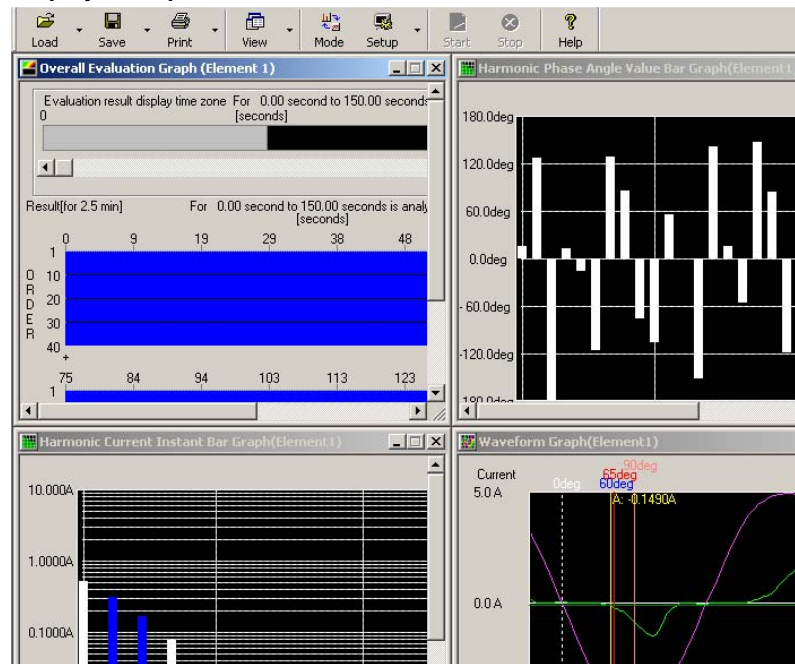 Load Save Print View Mode Setup Start Stop Help
Overall Evaluation Graph (Element 1)
Evaluation result display time zone For 0.00 second to 150.00 seconds
0 [seconds]
Result[for 2.5 min] For 0.00 second to 150.00 seconds is analy
[seconds]
0 9 19 29 38 48
ORDER
1
10
20
30
40
+
75 84 94 103 113 123
1
Harmonic Phase Angle Value Bar Graph(Element1
180.0deg
120.0deg
60.0deg
0.0deg
- 60.0deg
-120.0deg
-180.0deg
Harmonic Current Instant Bar Graph(Element1)
10.000A
1.0000A
0.1000A
Waveform Graph(Element1)
Current
90deg
65deg
0deg 60deg
5.0 A
A: -0.1490A
0.0 A